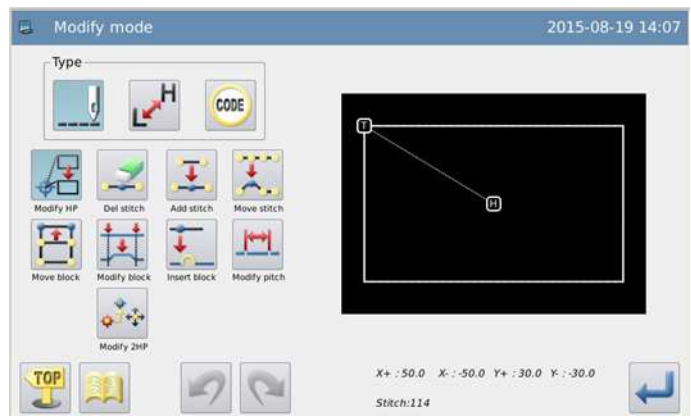 Modify mode 2015-08-19 14:07
Type
L H CODE
Modify HP Del stitch Add stitch Move stitch
Move block Modify block Insert block Modify pitch
Modify 2HP
T
H
TOP
X+ : 50.0 X- : -50.0 Y+ : 30.0 Y- : -30.0
Stitch:114